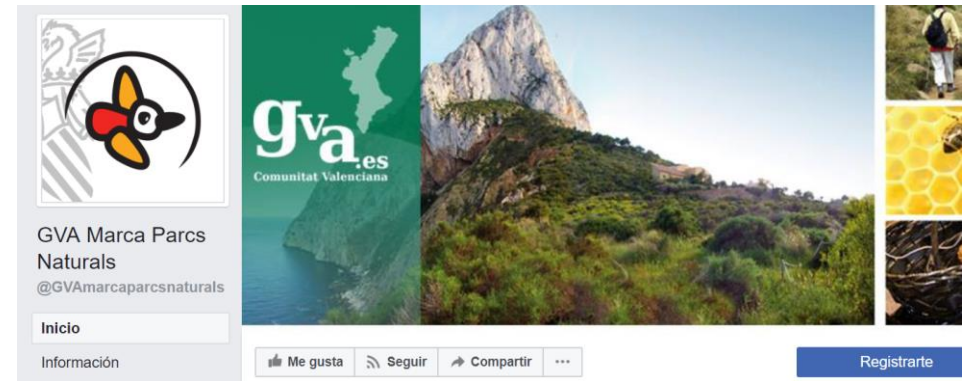 GVA Marca Parcs
Naturals
@GVAmarcaparcsnaturals
Inicio
Información
gva.es
Comunitat Valenciana
Me gusta
Seguir
Compartir
Registrarte